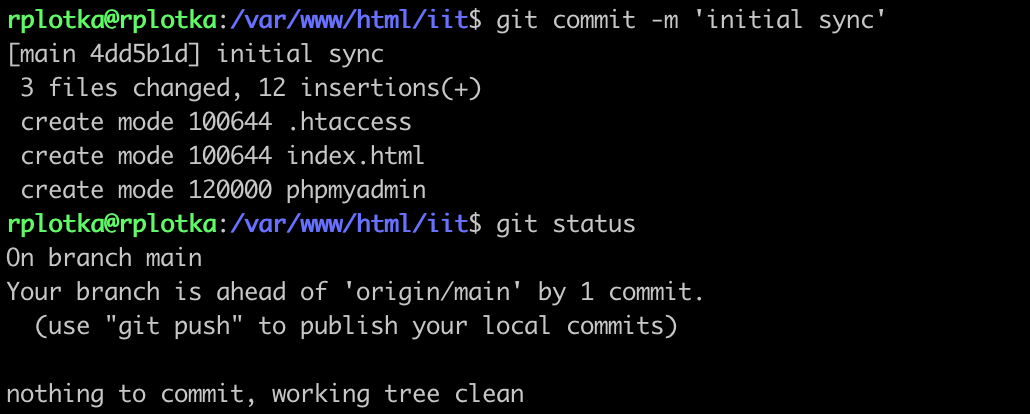 rplotka@rplotka:/var/www/html/iit$ git commit -m 'initial sync'
[main 4dd5b1d] initial sync
 3 files changed, 12 insertions(+)
 create mode 100644 .htaccess
 create mode 100644 index.html
 create mode 120000 phpmyadmin
rplotka@rplotka:/var/www/html/iit$ git status
On branch main
Your branch is ahead of 'origin/main' by 1 commit.
  (use "git push" to publish your local commits)

nothing to commit, working tree clean